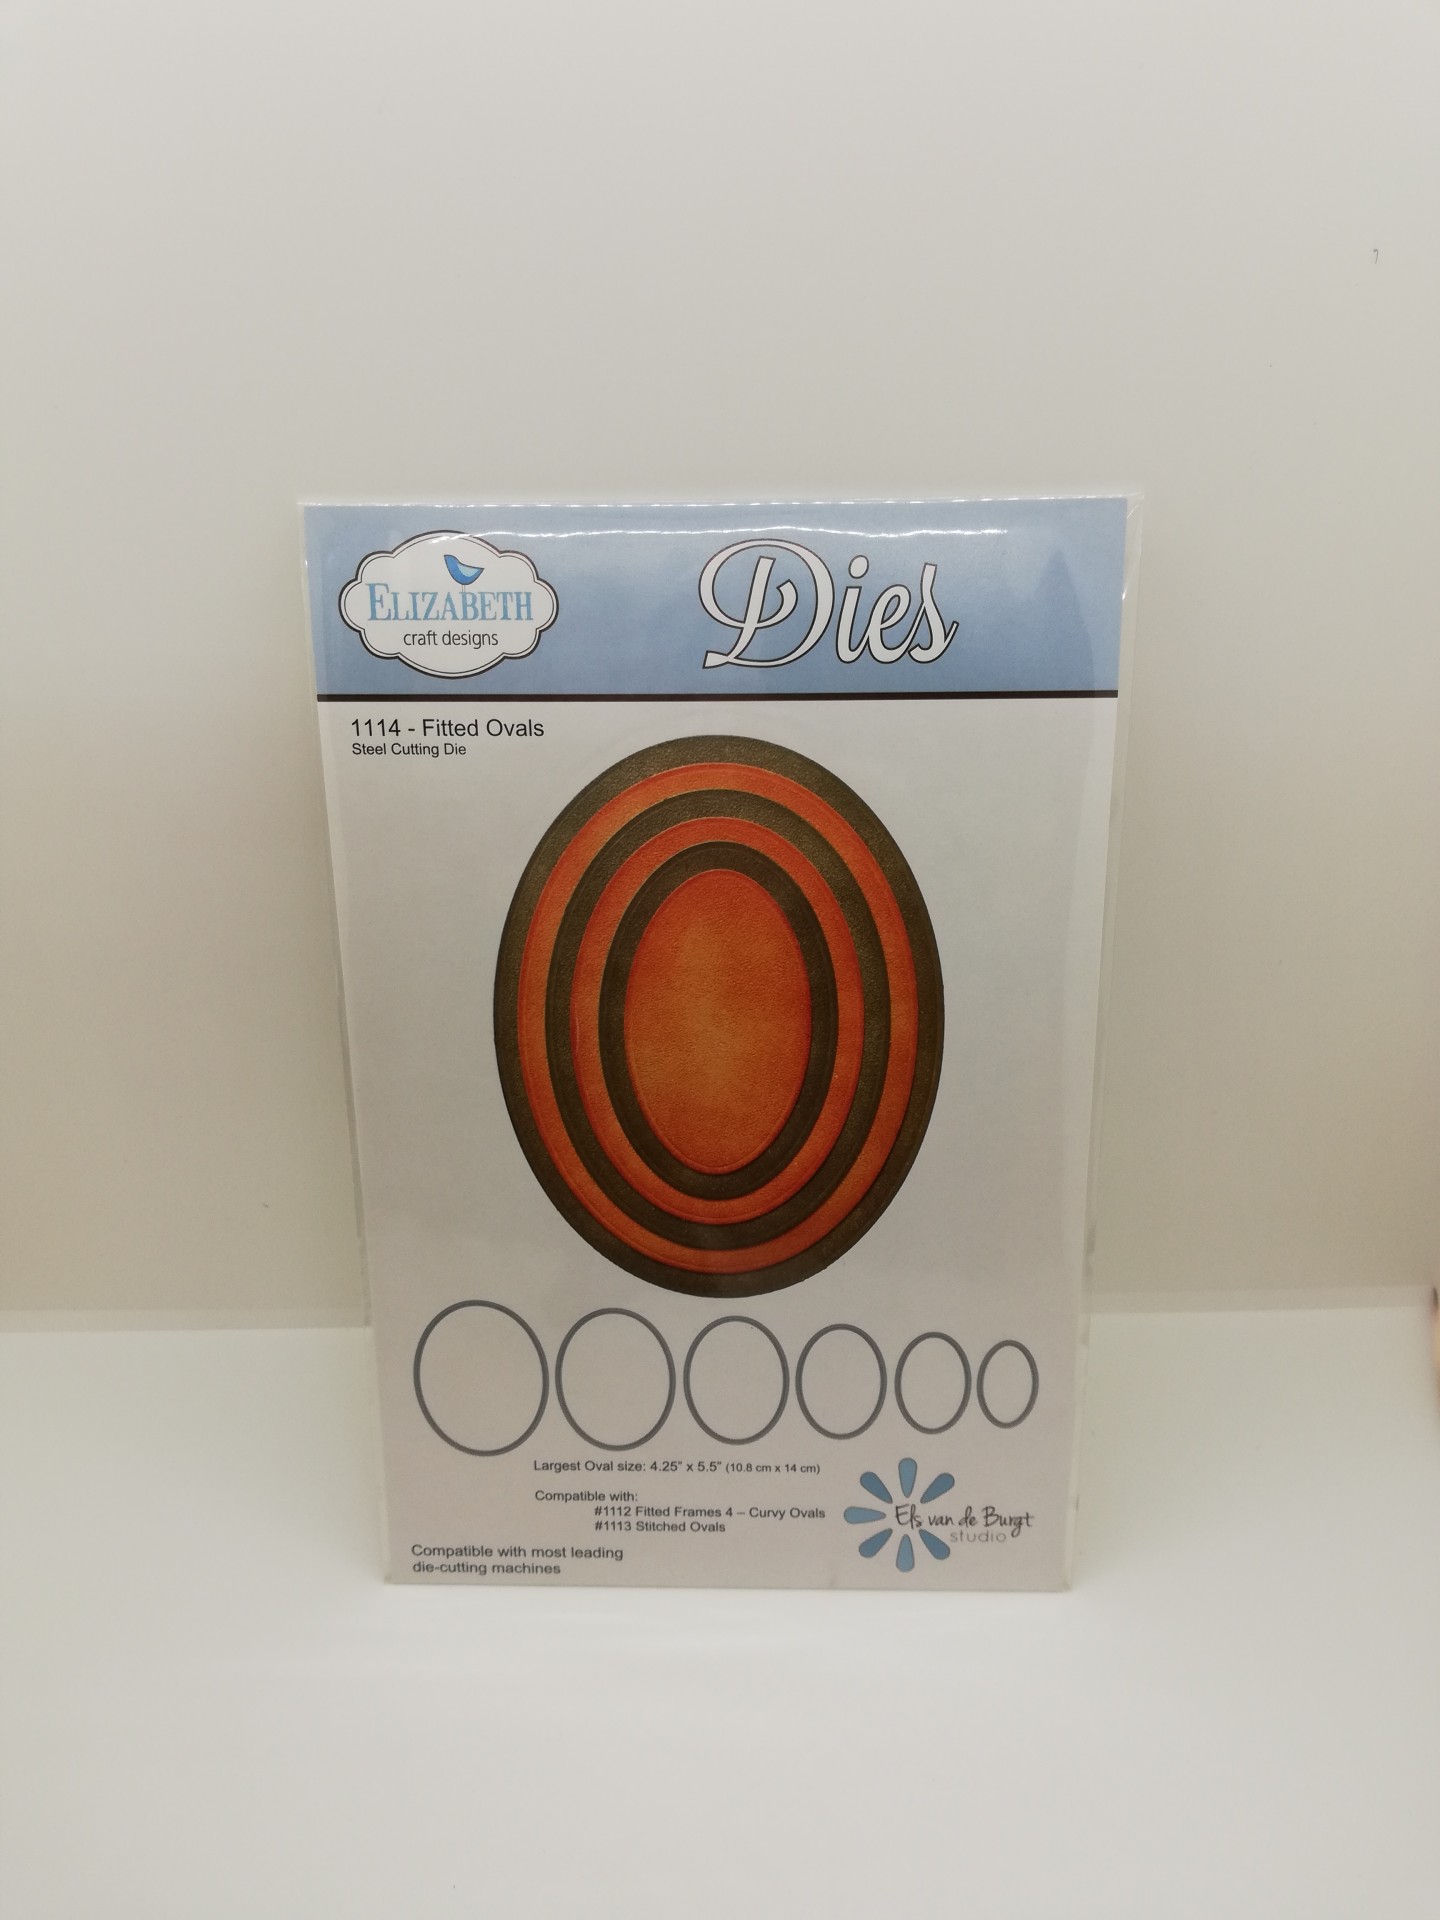 ELIZABETH
craft designs
Dies
1114 - Fitted Ovals
Steel Cutting Die
Largest Oval size: 4.25" x 5.5" (10.8 cm x 14 cm)
Compatible with:
#1112 Fitted Frames 4 – Curvy Ovals
#1113 Stitched Ovals
Compatible with most leading
die-cutting machines
Els van de Burgt
studio